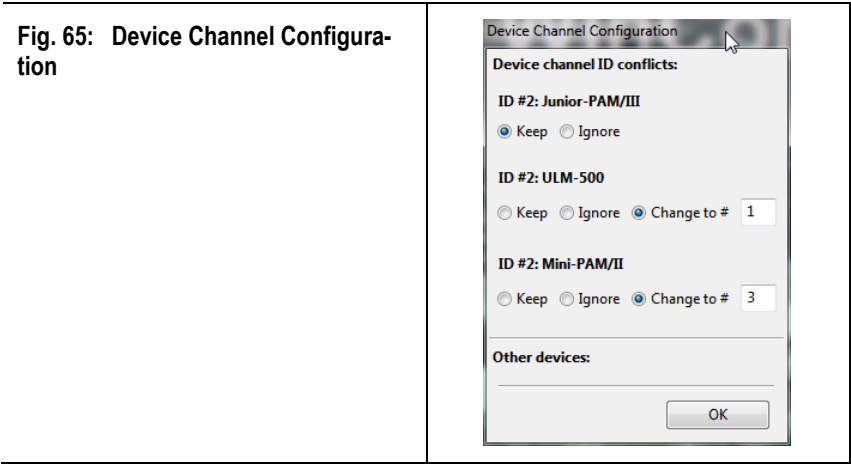 Fig. 65: Device Channel Configura-
tion
Device Channel Configuration
Device channel ID conflicts:
ID #2: Junior-PAM/III
Keep Ignore
ID #2: ULM-500
Keep Ignore Change to # 1
ID #2: Mini-PAM/II
Keep Ignore Change to # 3
Other devices:
OK